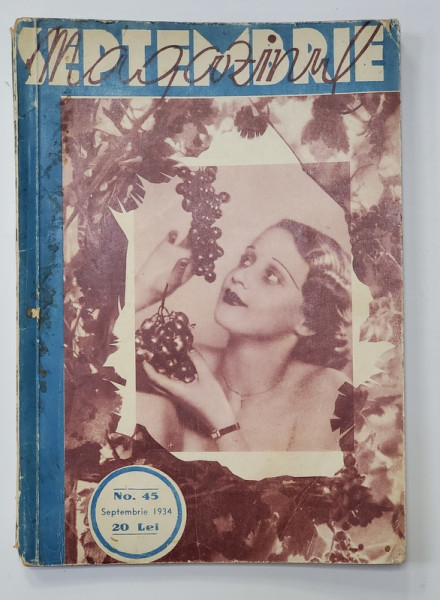 SEPTEMBRIE
Magazinul
No. 45
Septembrie 1934
20 Lei